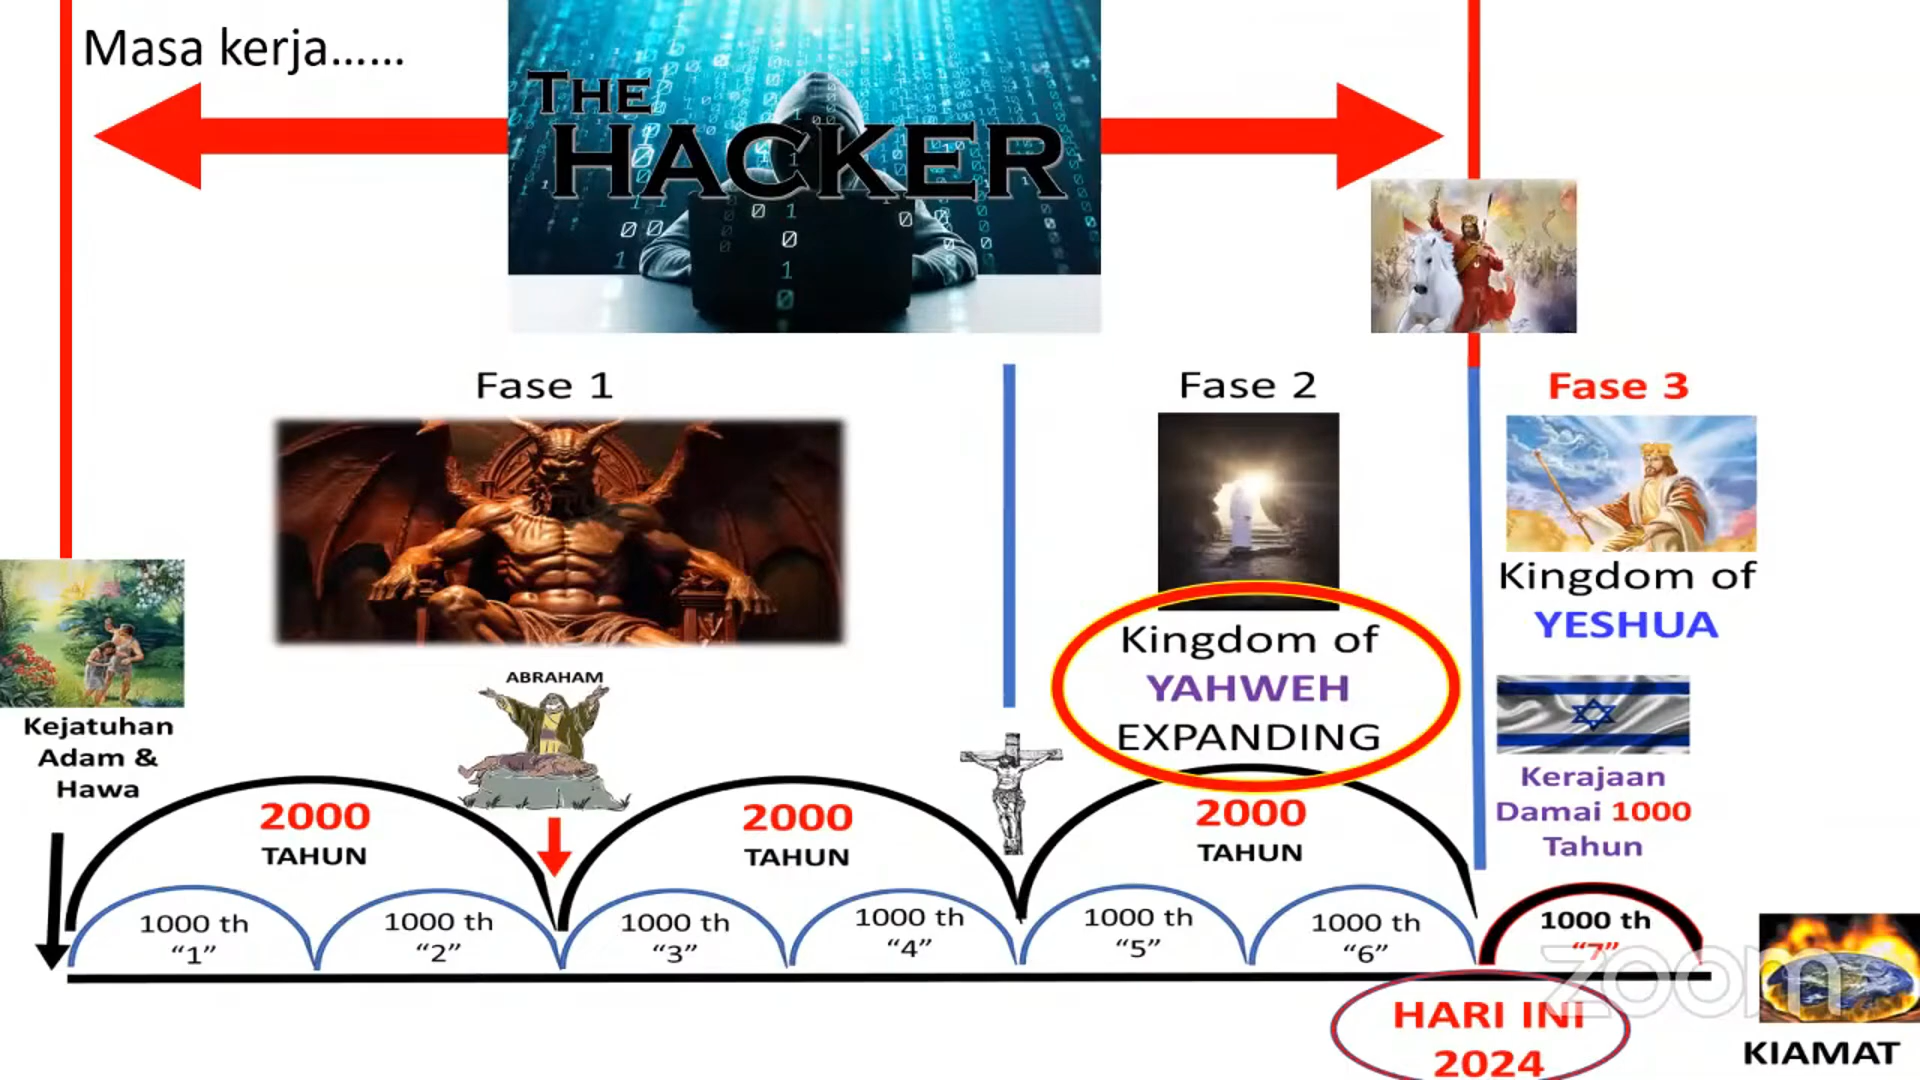 Masa kerja......
THE
HACKER
Fase 1
Fase 2
Fase 3
Kingdom of
YESHUA
Kingdom of
YAHWEH
EXPANDING
ABRAHAM
Kejatuhan
Adam &
Hawa
Kerajaan
Damai 1000
Tahun
2000
TAHUN
2000
TAHUN
2000
TAHUN
1000 th
“1”
1000 th
“2”
1000 th
“3”
1000 th
“4”
1000 th
“5”
1000 th
“6”
1000 th
“7”
zoom
HARI INI
2024
KIAMAT